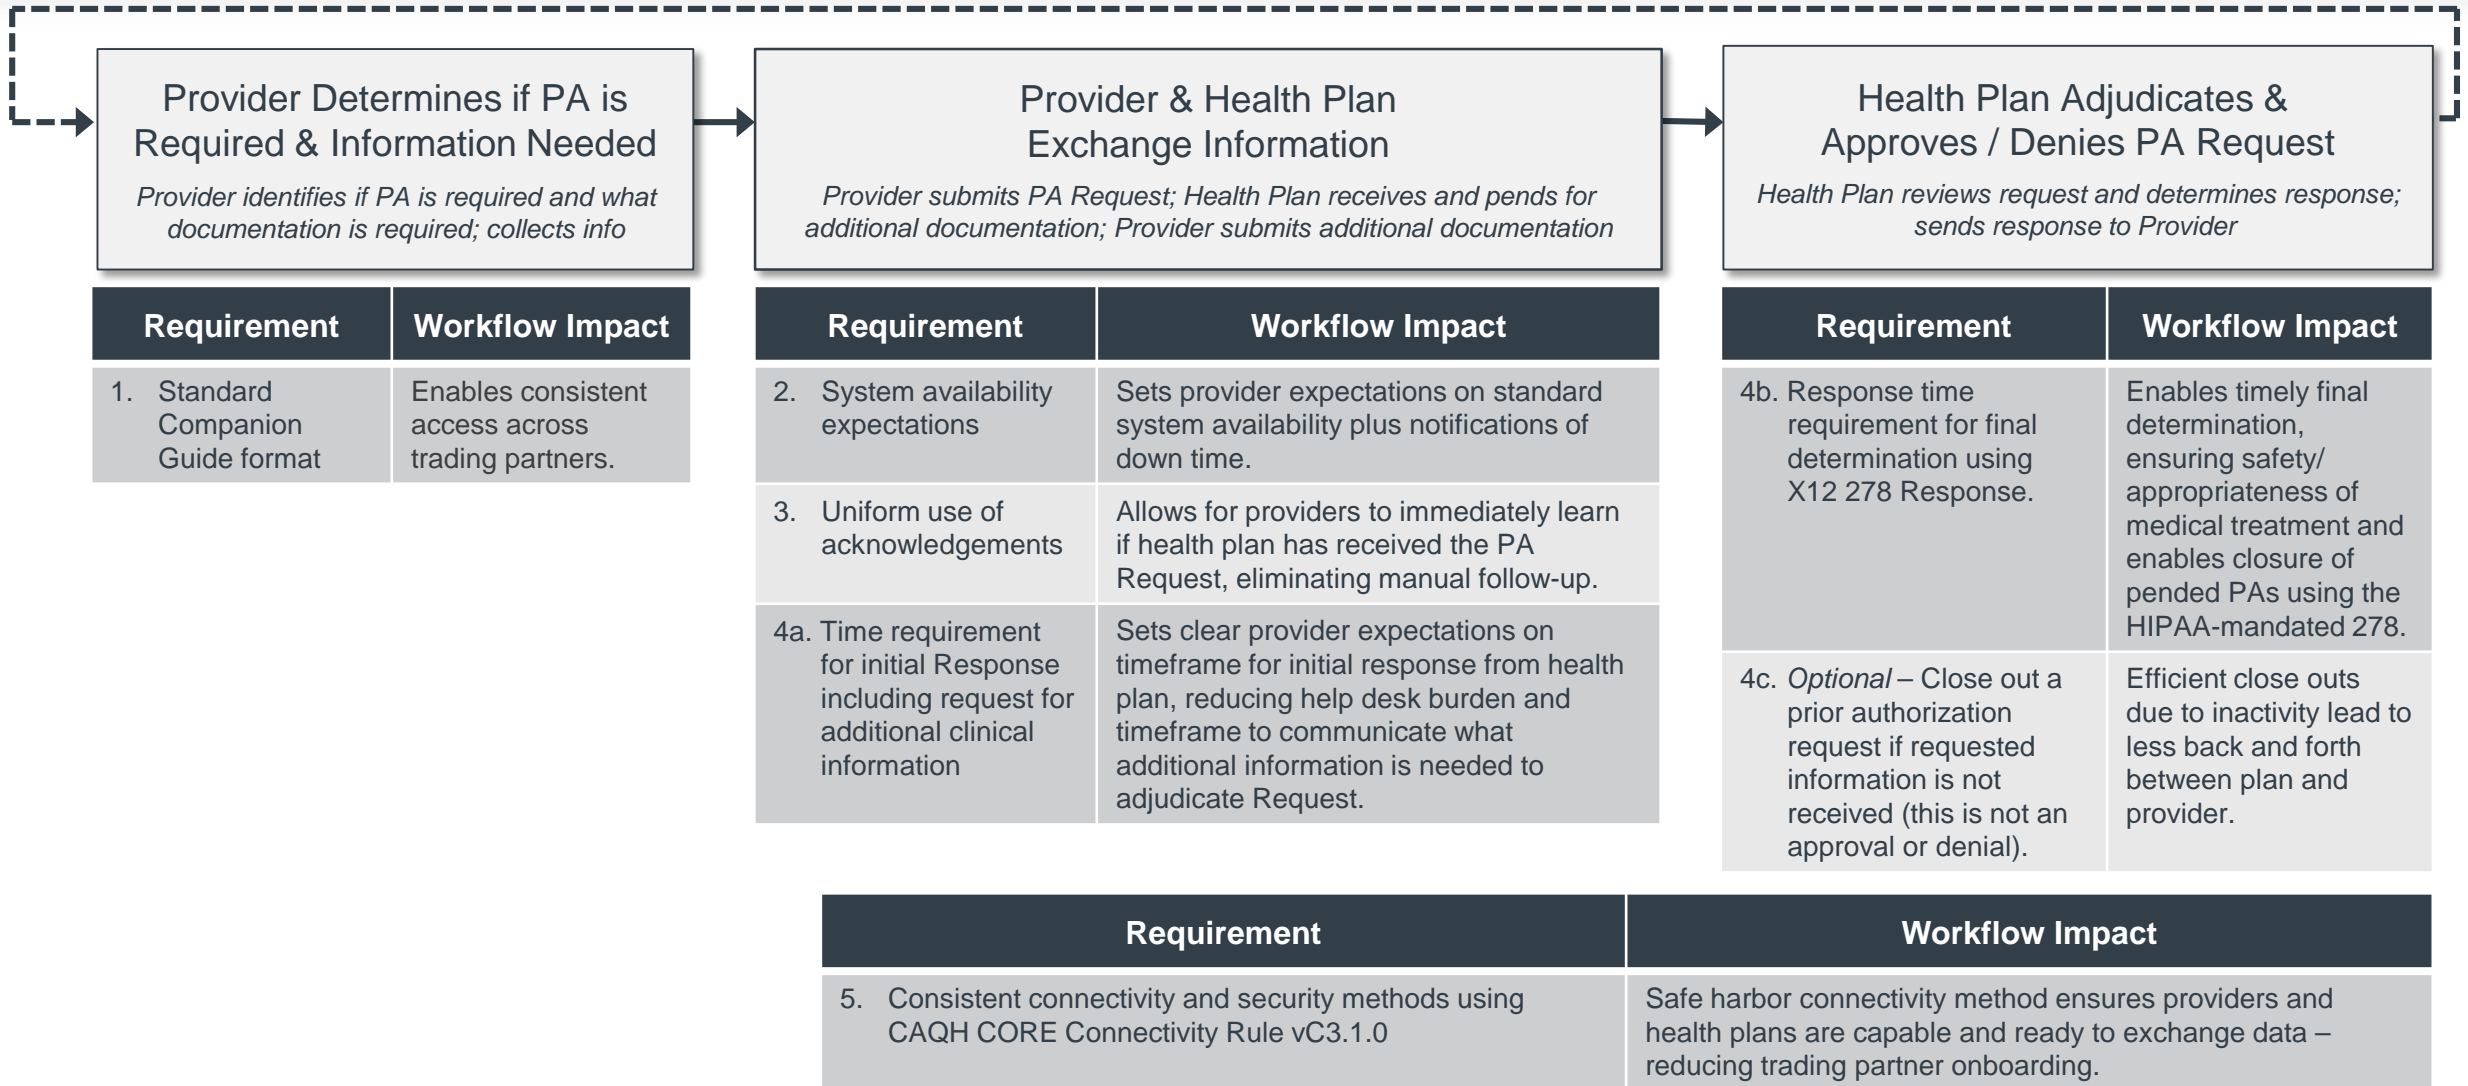 Provider Determines if PA is
Required & Information Needed
Provider identifies if PA is required and what
documentation is required; collects info
Provider & Health Plan
Exchange Information
Provider submits PA Request; Health Plan receives and pends for
additional documentation; Provider submits additional documentation
Health Plan Adjudicates &
Approves / Denies PA Request
Health Plan reviews request and determines response;
sends response to Provider
Requirement
Workflow Impact
1. Standard
Companion
Guide format
Enables consistent
access across
trading partners.
Requirement
Workflow Impact
2. System availability
expectations
Sets provider expectations on standard
system availability plus notifications of
down time.
3. Uniform use of
acknowledgements
Allows for providers to immediately learn
if health plan has received the PA
Request, eliminating manual follow-up.
4a. Time requirement
for initial Response
including request for
additional clinical
information
Sets clear provider expectations on
timeframe for initial response from health
plan, reducing help desk burden and
timeframe to communicate what
additional information is needed to
adjudicate Request.
Requirement
Workflow Impact
4b. Response time
requirement for final
determination using
X12 278 Response.
Enables timely final
determination,
ensuring safety/
appropriateness of
medical treatment and
enables closure of
pended PAs using the
HIPAA-mandated 278.
4c. Optional – Close out a
prior authorization
request if requested
information is not
received (this is not an
approval or denial).
Efficient close outs
due to inactivity lead to
less back and forth
between plan and
provider.
Requirement
Workflow Impact
5. Consistent connectivity and security methods using
CAQH CORE Connectivity Rule vC3.1.0
Safe harbor connectivity method ensures providers and
health plans are capable and ready to exchange data –
reducing trading partner onboarding.